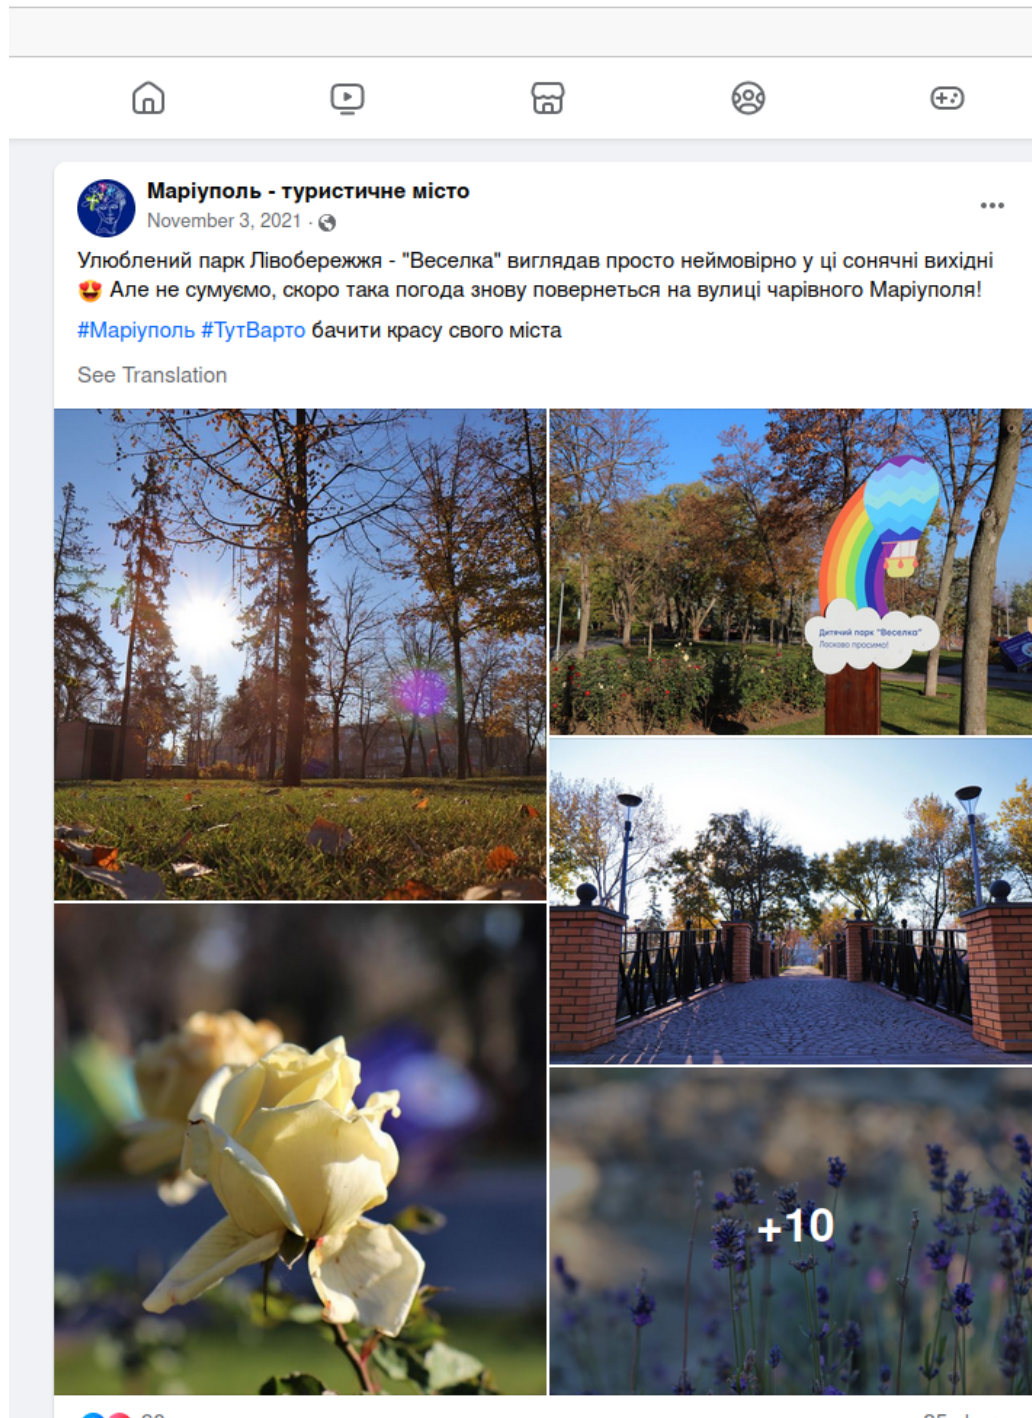 Маріуполь - туристичне місто
November 3, 2021 ·
Улюблений парк Лівобережжя - "Веселка" виглядав просто неймовірно у ці сонячні вихідні
😍 Але не сумуємо, скоро така погода знову повернеться на вулиці чарівного Маріуполя!
#Маріуполь #ТутВарто бачити красу свого міста
See Translation
Дитячий парк "Веселка"
Ласкаво просимо!
+10